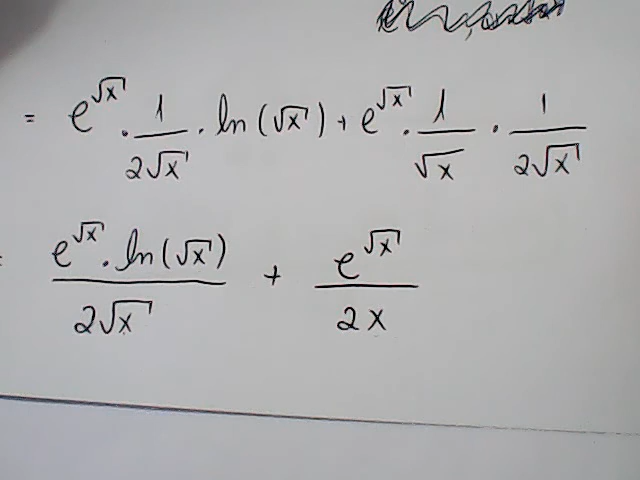 = e^√x · 1/(2√x) · ln(√x) + e^√x · 1/√x · 1/(2√x)
= (e^√x · ln(√x))/(2√x) + e^√x/(2x)